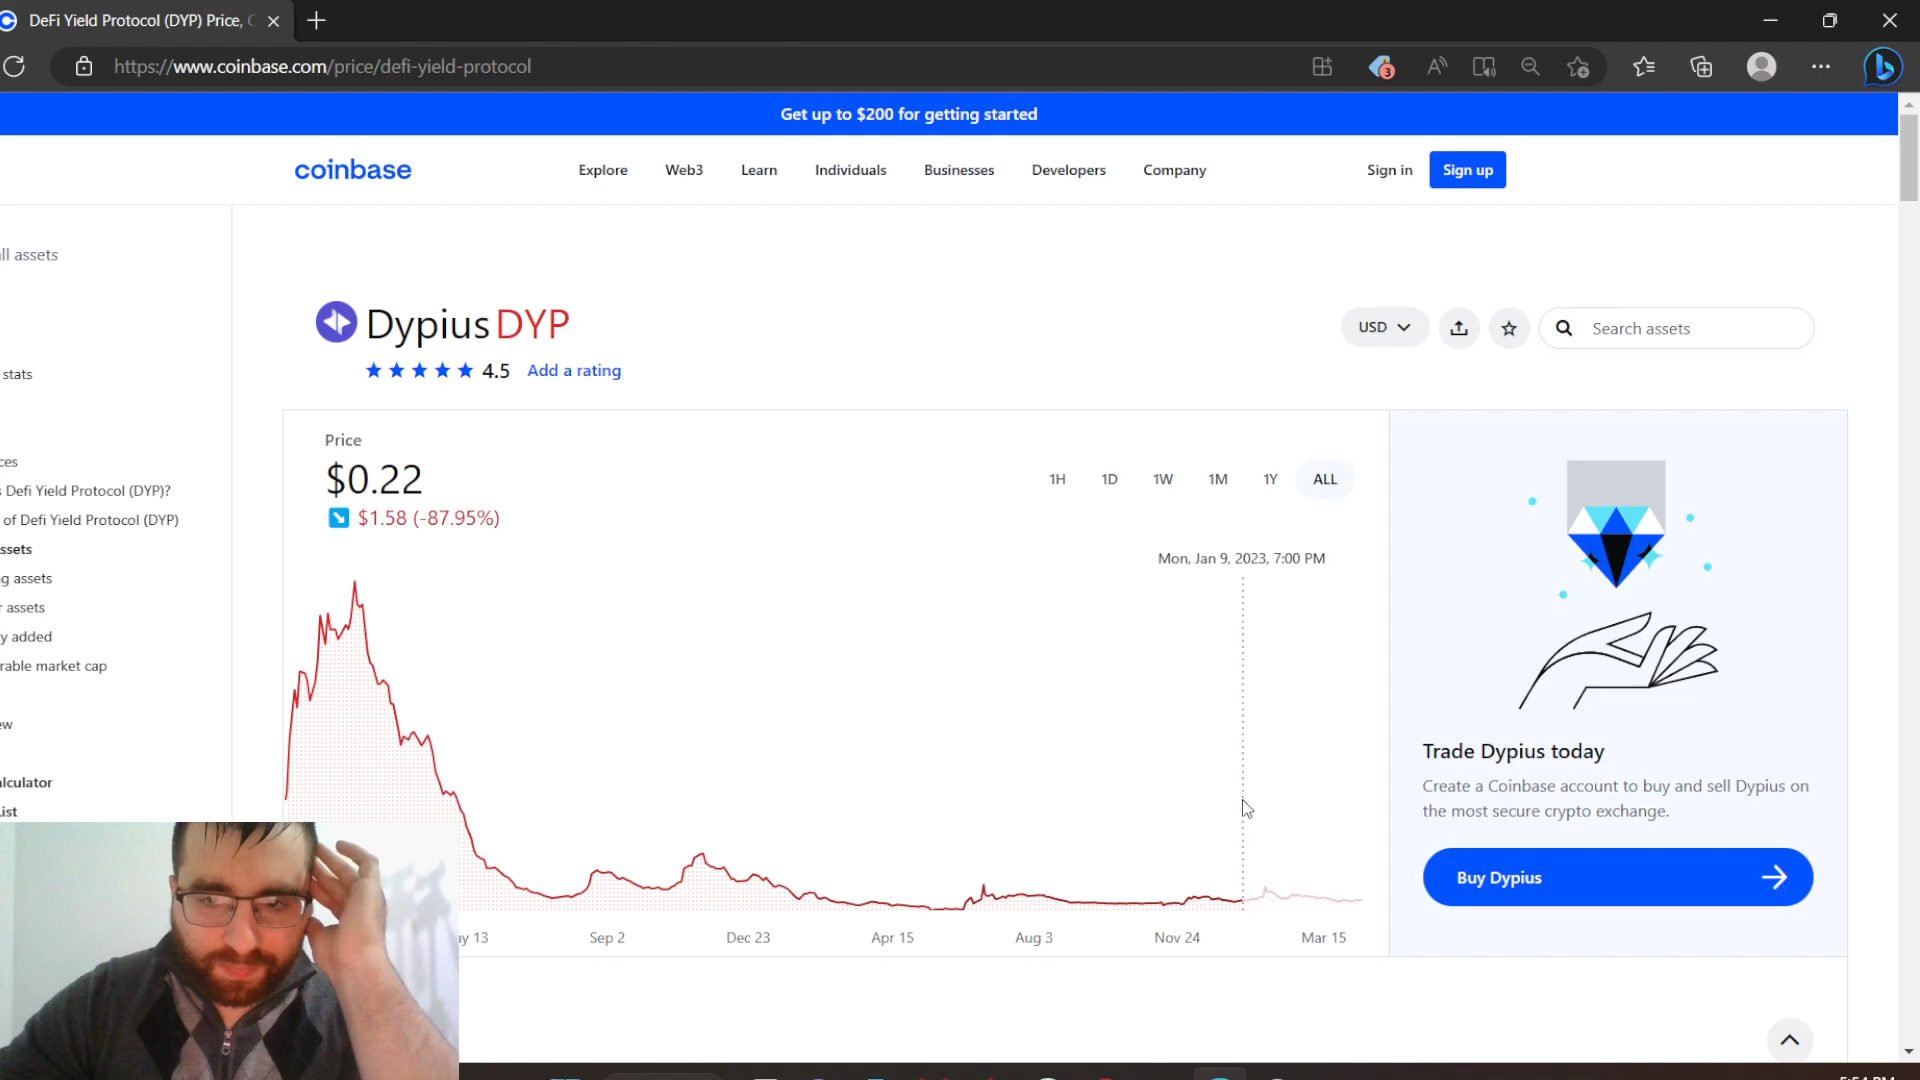 DeFi Yield Protocol (DYP) Price,
https://www.coinbase.com/price/defi-yield-protocol
3
Get up to $200 for getting started
coinbase
Explore
Web3
Learn
Individuals
Businesses
Developers
Company
Sign in
Sign up
ll assets
Dypius DYP
USD
Search assets
4.5
Add a rating
stats
Price
$0.22
$1.58 (-87.95%)
1H
1D
1W
1M
1Y
ALL
ces
Defi Yield Protocol (DYP)?
of Defi Yield Protocol (DYP)
ssets
g assets
r assets
y added
rable market cap
ew
alculator
ist
Mon, Jan 9, 2023, 7:00 PM
Trade Dypius today
Create a Coinbase account to buy and sell Dypius on
the most secure crypto exchange.
Buy Dypius
y 13
Sep 2
Dec 23
Apr 15
Aug 3
Nov 24
Mar 15